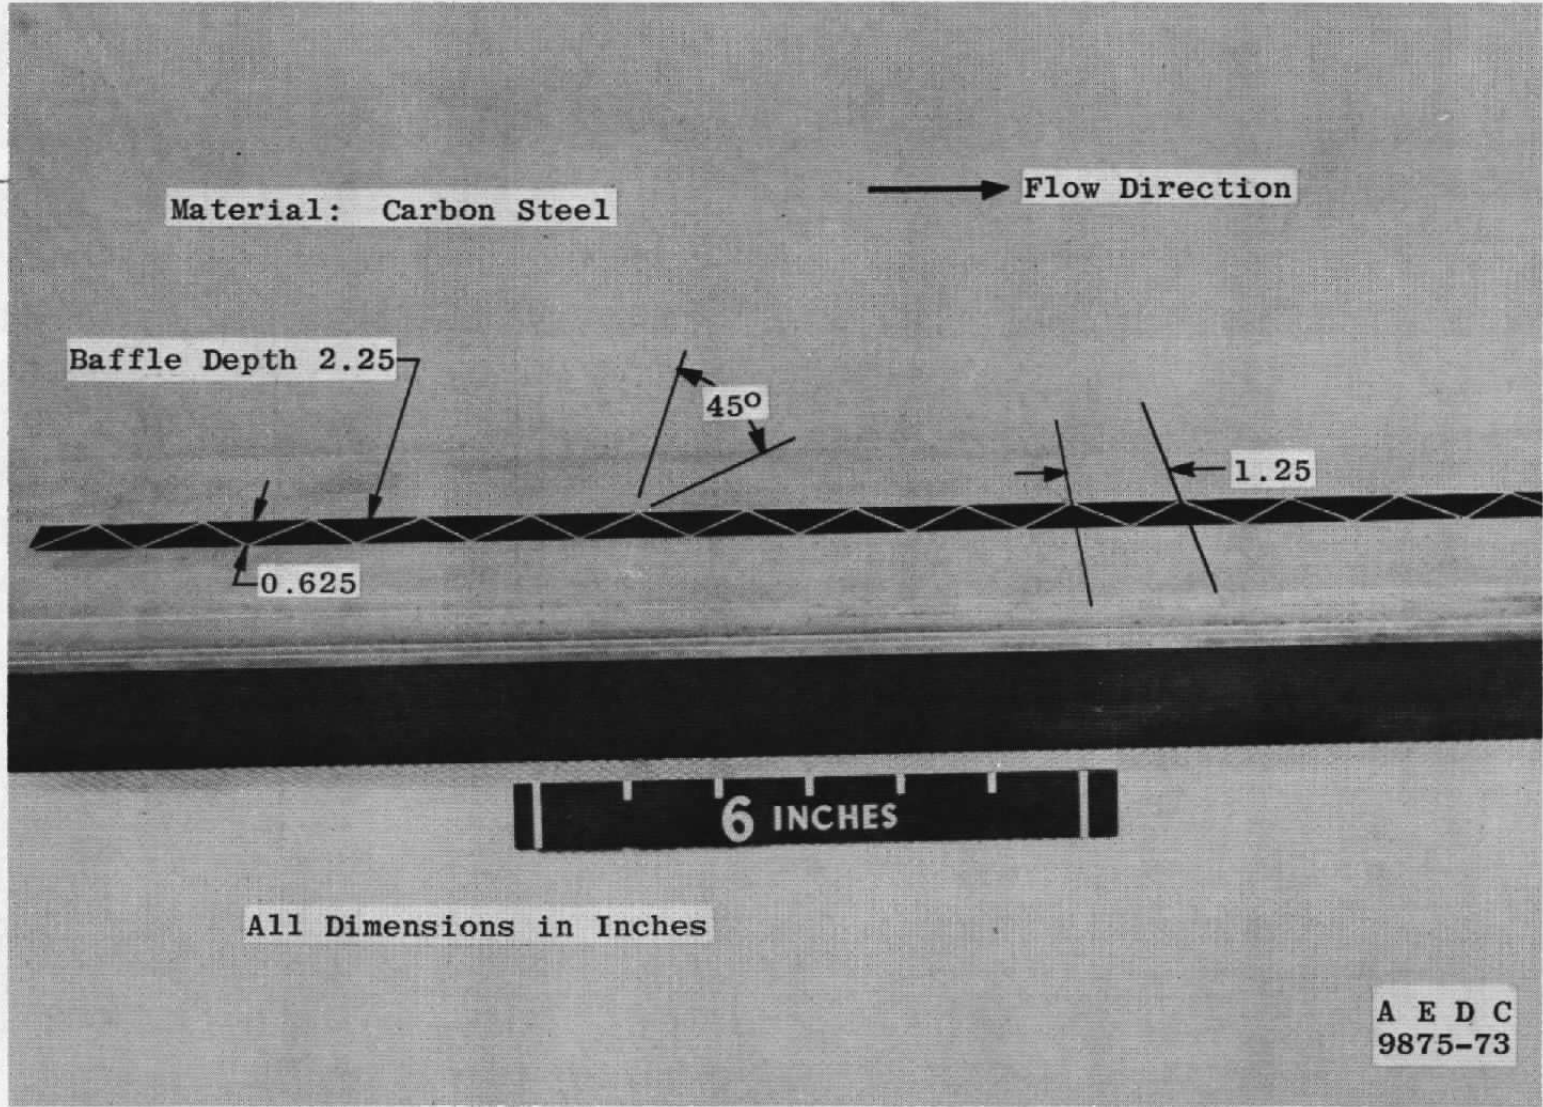 Material: Carbon Steel
Flow Direction
Baffle Depth 2.25
45°
1.25
0.625
6 INCHES
All Dimensions in Inches
A E D C
9875-73